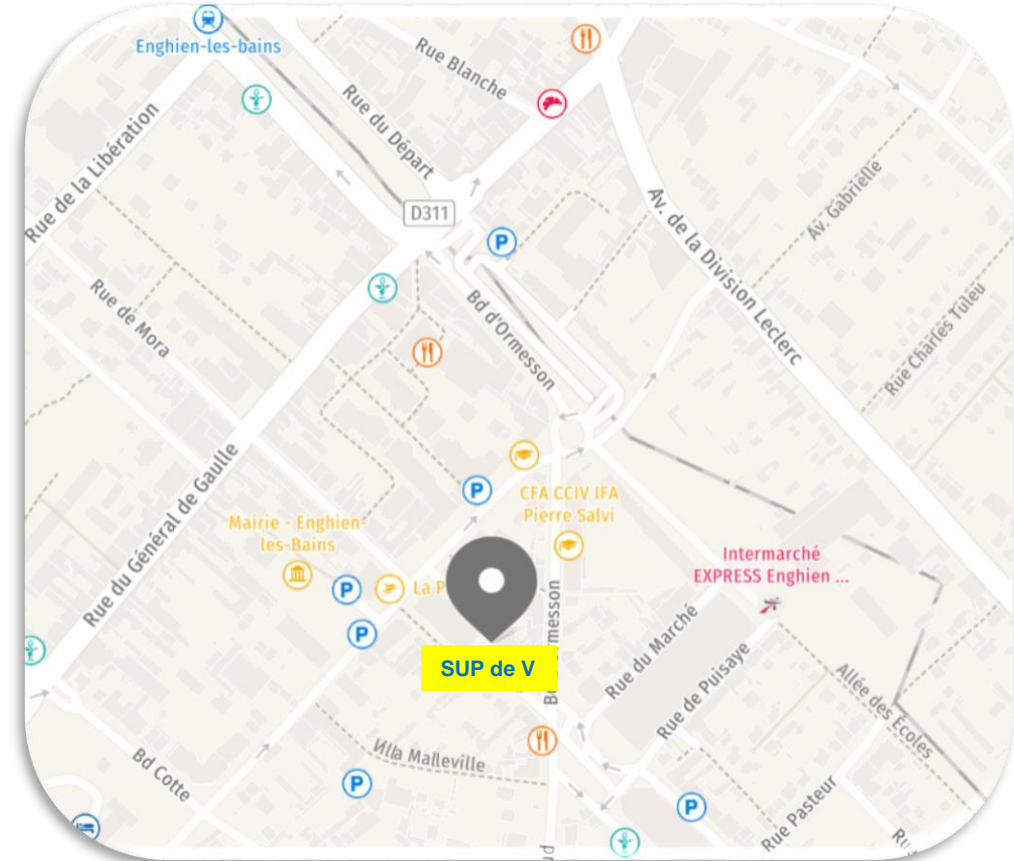 Enghien-les-bains
Rue Blanche
Rue du Départ
Rue de la Libération
D311
P
Av. Gabrielle
Av. de la Division Leclerc
Rue Charles Tuleu
Rue de Mora
Bd d'Ormesson
Rue du Général de Gaulle
P
CFA CCIV IFA
Pierre Salvi
Mairie - Enghien-
les-Bains
Intermarché
EXPRESS Enghien ...
P
La P
P
SUP de V
Rue du Marché
Rue de Puisaye
Allée des Écoles
Villa Malleville
Bd Cotte
P
P
Rue Pasteur